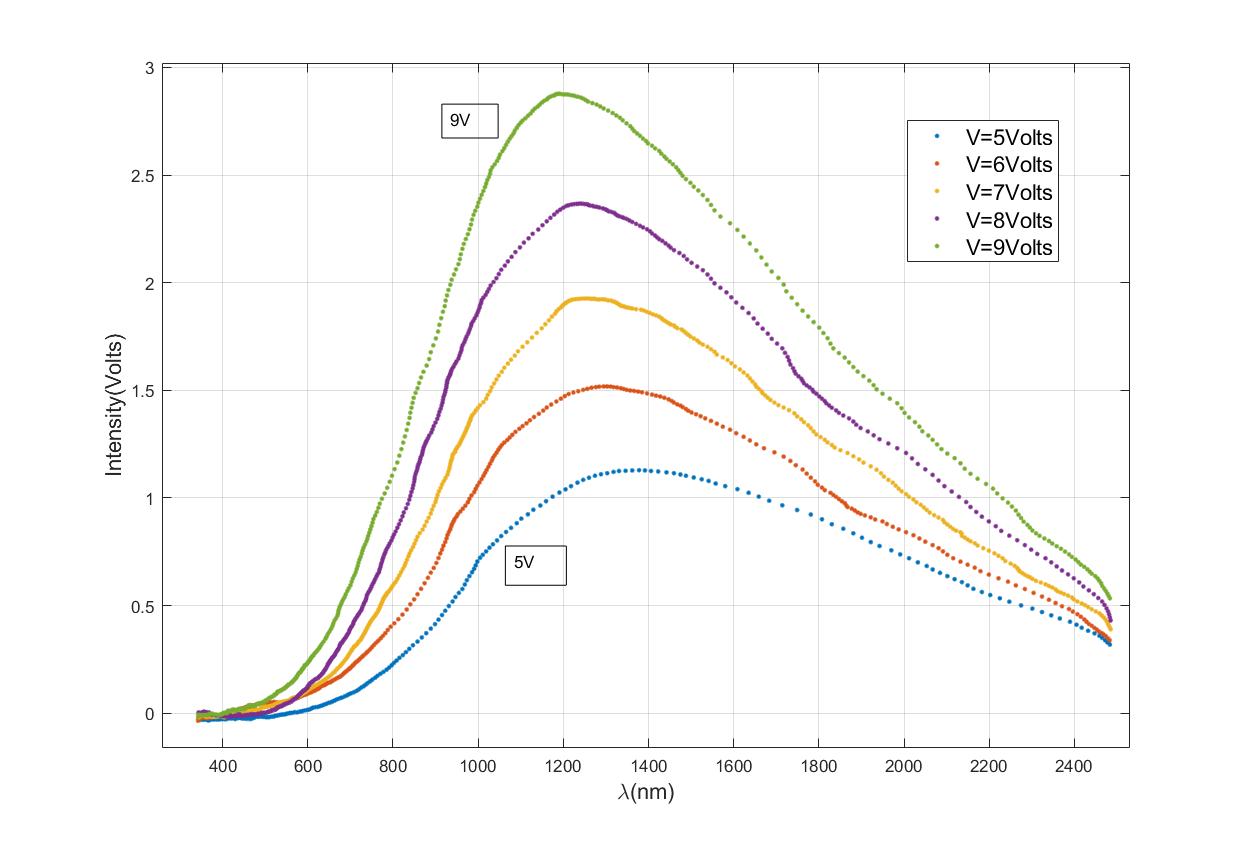 3
2.5
2
1.5
1
0.5
0
Intensity(Volts)
9V
5V
V=5Volts
V=6Volts
V=7Volts
V=8Volts
V=9Volts
400 600 800 1000 1200 1400 1600 1800 2000 2200 2400
λ(nm)